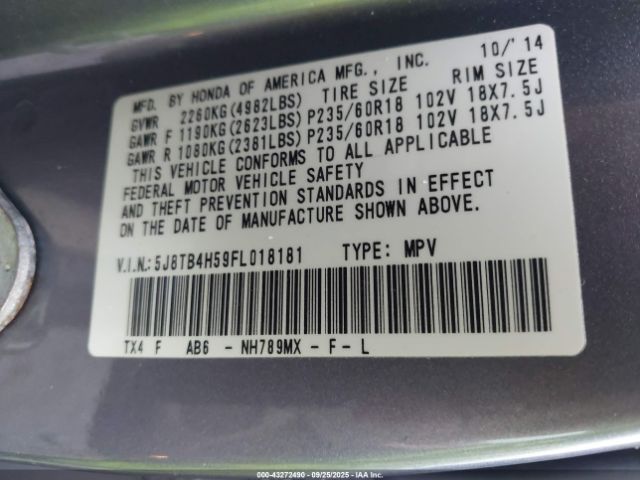 MFD. BY HONDA OF AMERICA MFG., INC. 10/'14
GVWR 2260KG(4982LBS) TIRE SIZE RIM SIZE
GAWR F 1190KG(2623LBS) P235/60R18 102V 18X7.5J
GAWR R 1080KG(2381LBS) P235/60R18 102V 18X7.5J
THIS VEHICLE CONFORMS TO ALL APPLICABLE
FEDERAL MOTOR VEHICLE SAFETY
AND THEFT PREVENTION STANDARDS IN EFFECT
ON THE DATE OF MANUFACTURE SHOWN ABOVE.
V.I.N.:5J8TB4H59FL018181 TYPE: MPV
TX4 F AB6 - NH789MX - F - L
00-43272490 - 09/25/2025 - IAA, Inc.